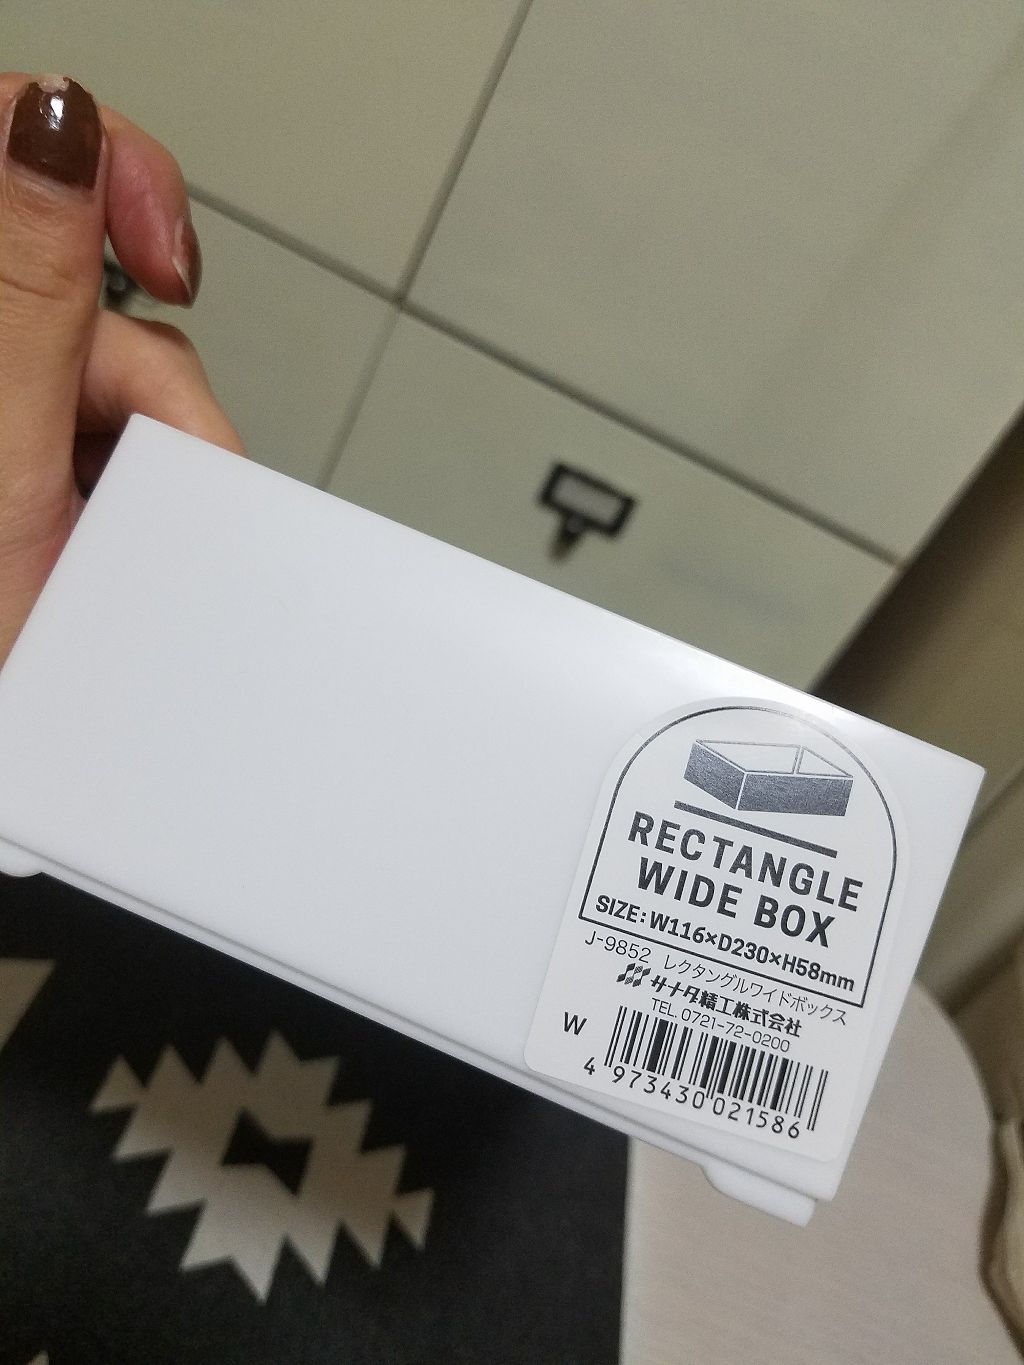 RECTANGLE
WIDE BOX
SIZE:W116×D230×H58mm
J-9852 レクタングルワイドボックス
サナダ精工株式会社
TEL.0721-72-0200
W
4 973430 021586